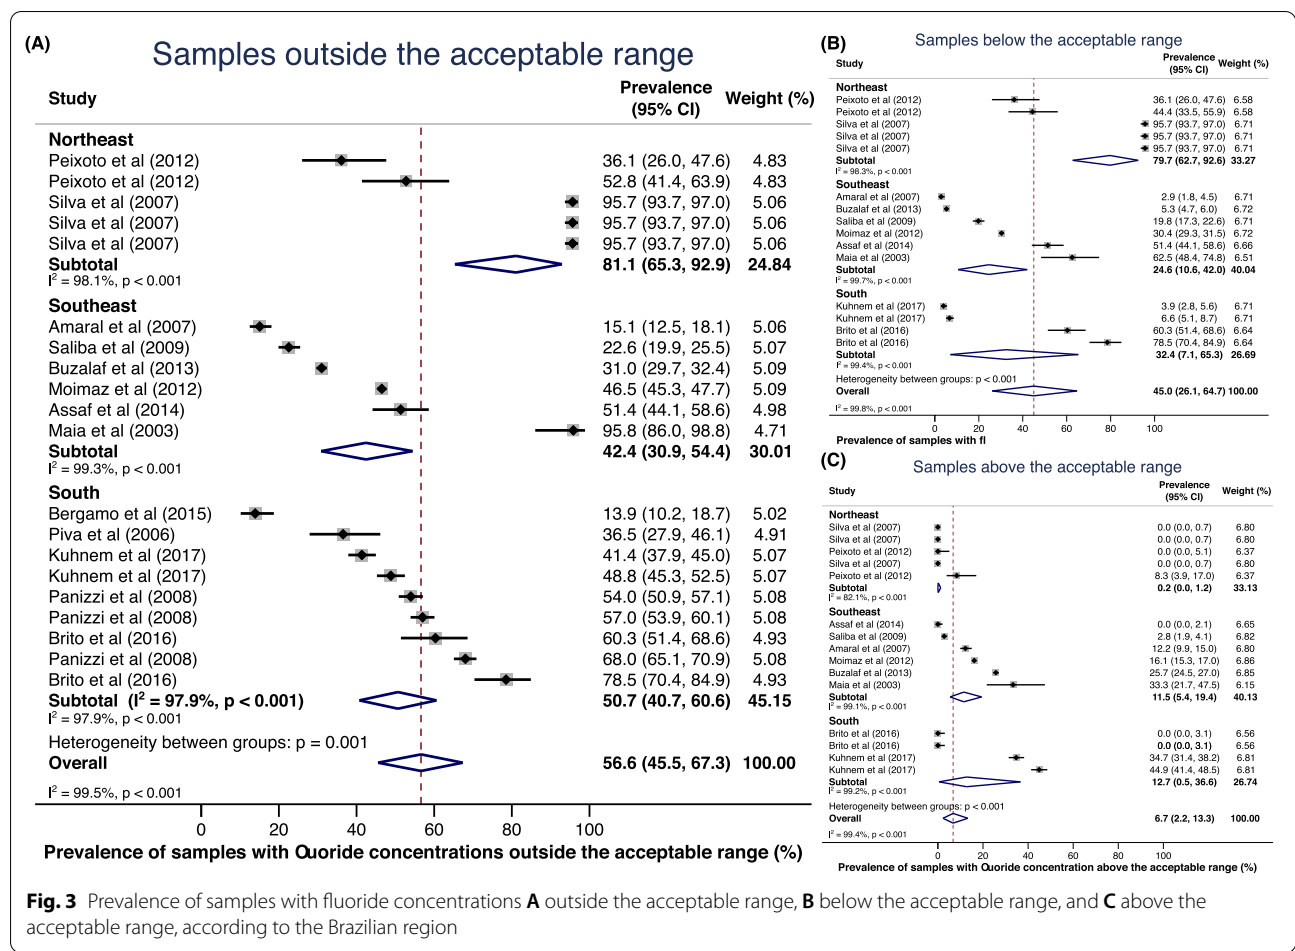 (A)
Samples outside the acceptable range
Prevalence
Study (95% CI) Weight (%)
Northeast
Peixoto et al (2012) 36.1 (26.0, 47.6) 4.83
Peixoto et al (2012) 52.8 (41.4, 63.9) 4.83
Silva et al (2007) 95.7 (93.7, 97.0) 5.06
Silva et al (2007) 95.7 (93.7, 97.0) 5.06
Silva et al (2007) 95.7 (93.7, 97.0) 5.06
Subtotal 81.1 (65.3, 92.9) 24.84
I² = 98.1%, p < 0.001
Southeast
Amaral et al (2007) 15.1 (12.5, 18.1) 5.06
Saliba et al (2009) 22.6 (19.9, 25.5) 5.07
Buzalaf et al (2013) 31.0 (29.7, 32.4) 5.09
Moimaz et al (2012) 46.5 (45.3, 47.7) 5.09
Assaf et al (2014) 51.4 (44.1, 58.6) 4.98
Maia et al (2003) 95.8 (86.0, 98.8) 4.71
Subtotal 42.4 (30.9, 54.4) 30.01
I² = 99.3%, p < 0.001
South
Bergamo et al (2015) 13.9 (10.2, 18.7) 5.02
Piva et al (2006) 36.5 (27.9, 46.1) 4.91
Kuhnem et al (2017) 41.4 (37.9, 45.0) 5.07
Kuhnem et al (2017) 48.8 (45.3, 52.5) 5.07
Panizzi et al (2008) 54.0 (50.9, 57.1) 5.08
Panizzi et al (2008) 57.0 (53.9, 60.1) 5.08
Brito et al (2016) 60.3 (51.4, 68.6) 4.93
Panizzi et al (2008) 68.0 (65.1, 70.9) 5.08
Brito et al (2016) 78.5 (70.4, 84.9) 4.93
Subtotal (I² = 97.9%, p < 0.001) 50.7 (40.7, 60.6) 45.15
I² = 97.9%, p < 0.001
Heterogeneity between groups: p = 0.001
Overall 56.6 (45.5, 67.3) 100.00
I² = 99.5%, p < 0.001
0 20 40 60 80 100
Prevalence of samples with Ouoride concentrations outside the acceptable range (%)
(B)
Samples below the acceptable range
Prevalence
Study (95% CI) Weight (%)
Northeast
Peixoto et al (2012) 36.1 (26.0, 47.6) 6.58
Peixoto et al (2012) 44.4 (33.5, 55.9) 6.58
Silva et al (2007) 95.7 (93.7, 97.0) 6.71
Silva et al (2007) 95.7 (93.7, 97.0) 6.71
Silva et al (2007) 95.7 (93.7, 97.0) 6.71
Subtotal 79.7 (62.7, 92.6) 33.27
I² = 98.3%, p < 0.001
Southeast
Amaral et al (2007) 2.9 (1.8, 4.5) 6.71
Buzalaf et al (2013) 5.3 (4.7, 6.0) 6.72
Saliba et al (2009) 19.8 (17.3, 22.6) 6.71
Moimaz et al (2012) 30.4 (29.3, 31.5) 6.72
Assaf et al (2014) 51.4 (44.1, 58.6) 6.66
Maia et al (2003) 62.5 (48.4, 74.8) 6.51
Subtotal 24.6 (10.6, 42.0) 40.04
I² = 99.7%, p < 0.001
South
Kuhnem et al (2017) 3.9 (2.8, 5.6) 6.71
Kuhnem et al (2017) 6.6 (5.1, 8.7) 6.71
Brito et al (2016) 60.3 (51.4, 68.6) 6.64
Brito et al (2016) 78.5 (70.4, 84.9) 6.64
Subtotal 32.4 (7.1, 65.3) 26.69
I² = 99.4%, p < 0.001
Heterogeneity between groups: p < 0.001
Overall 45.0 (26.1, 64.7) 100.00
I² = 99.8%, p < 0.001
0 20 40 60 80 100
Prevalence of samples with fl
(C)
Samples above the acceptable range
Prevalence
Study (95% CI) Weight (%)
Northeast
Silva et al (2007) 0.0 (0.0, 0.7) 6.80
Silva et al (2007) 0.0 (0.0, 0.7) 6.80
Peixoto et al (2012) 0.0 (0.0, 5.1) 6.37
Silva et al (2007) 0.0 (0.0, 0.7) 6.80
Peixoto et al (2012) 8.3 (3.9, 17.0) 6.37
Subtotal 0.2 (0.0, 1.2) 33.13
I² = 82.1%, p < 0.001
Southeast
Assaf et al (2014) 0.0 (0.0, 2.1) 6.65
Saliba et al (2009) 2.8 (1.9, 4.1) 6.82
Amaral et al (2007) 12.2 (9.9, 15.0) 6.80
Moimaz et al (2012) 16.1 (15.3, 17.0) 6.86
Buzalaf et al (2013) 25.7 (24.5, 27.0) 6.85
Maia et al (2003) 33.3 (21.7, 47.5) 6.15
Subtotal 11.5 (5.4, 19.4) 40.13
I² = 99.1%, p < 0.001
South
Brito et al (2016) 0.0 (0.0, 3.1) 6.56
Brito et al (2016) 0.0 (0.0, 3.1) 6.56
Kuhnem et al (2017) 34.7 (31.4, 38.2) 6.81
Kuhnem et al (2017) 44.9 (41.4, 48.5) 6.81
Subtotal 12.7 (0.5, 36.6) 26.74
I² = 99.2%, p < 0.001
Heterogeneity between groups: p < 0.001
Overall 6.7 (2.2, 13.3) 100.00
I² = 99.4%, p < 0.001
0 20 40 60 80 100
Prevalence of samples with Ouoride concentration above the acceptable range (%)
Fig. 3 Prevalence of samples with fluoride concentrations A outside the acceptable range, B below the acceptable range, and C above the
acceptable range, according to the Brazilian region